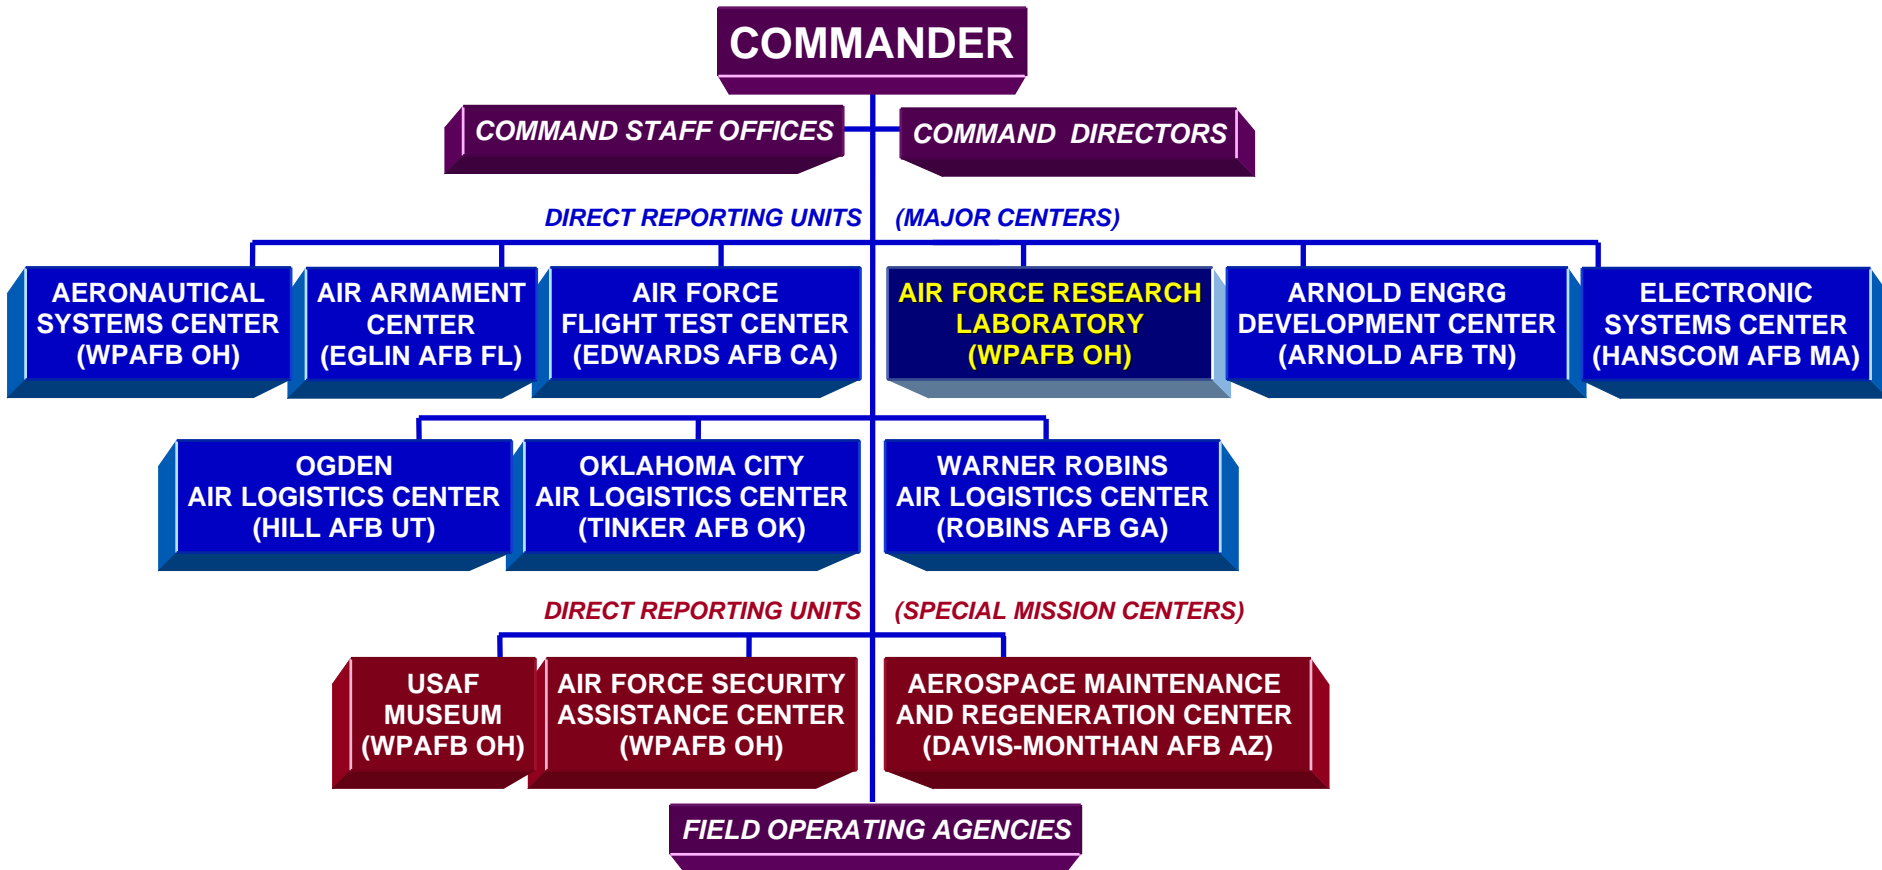 COMMANDER
COMMAND STAFF OFFICES
COMMAND DIRECTORS
DIRECT REPORTING UNITS (MAJOR CENTERS)
AERONAUTICAL
SYSTEMS CENTER
(WPAFB OH)
AIR ARMAMENT
CENTER
(EGLIN AFB FL)
AIR FORCE
FLIGHT TEST CENTER
(EDWARDS AFB CA)
AIR FORCE RESEARCH
LABORATORY
(WPAFB OH)
ARNOLD ENGRG
DEVELOPMENT CENTER
(ARNOLD AFB TN)
ELECTRONIC
SYSTEMS CENTER
(HANSCOM AFB MA)
OGDEN
AIR LOGISTICS CENTER
(HILL AFB UT)
OKLAHOMA CITY
AIR LOGISTICS CENTER
(TINKER AFB OK)
WARNER ROBINS
AIR LOGISTICS CENTER
(ROBINS AFB GA)
DIRECT REPORTING UNITS (SPECIAL MISSION CENTERS)
USAF
MUSEUM
(WPAFB OH)
AIR FORCE SECURITY
ASSISTANCE CENTER
(WPAFB OH)
AEROSPACE MAINTENANCE
AND REGENERATION CENTER
(DAVIS-MONTHAN AFB AZ)
FIELD OPERATING AGENCIES